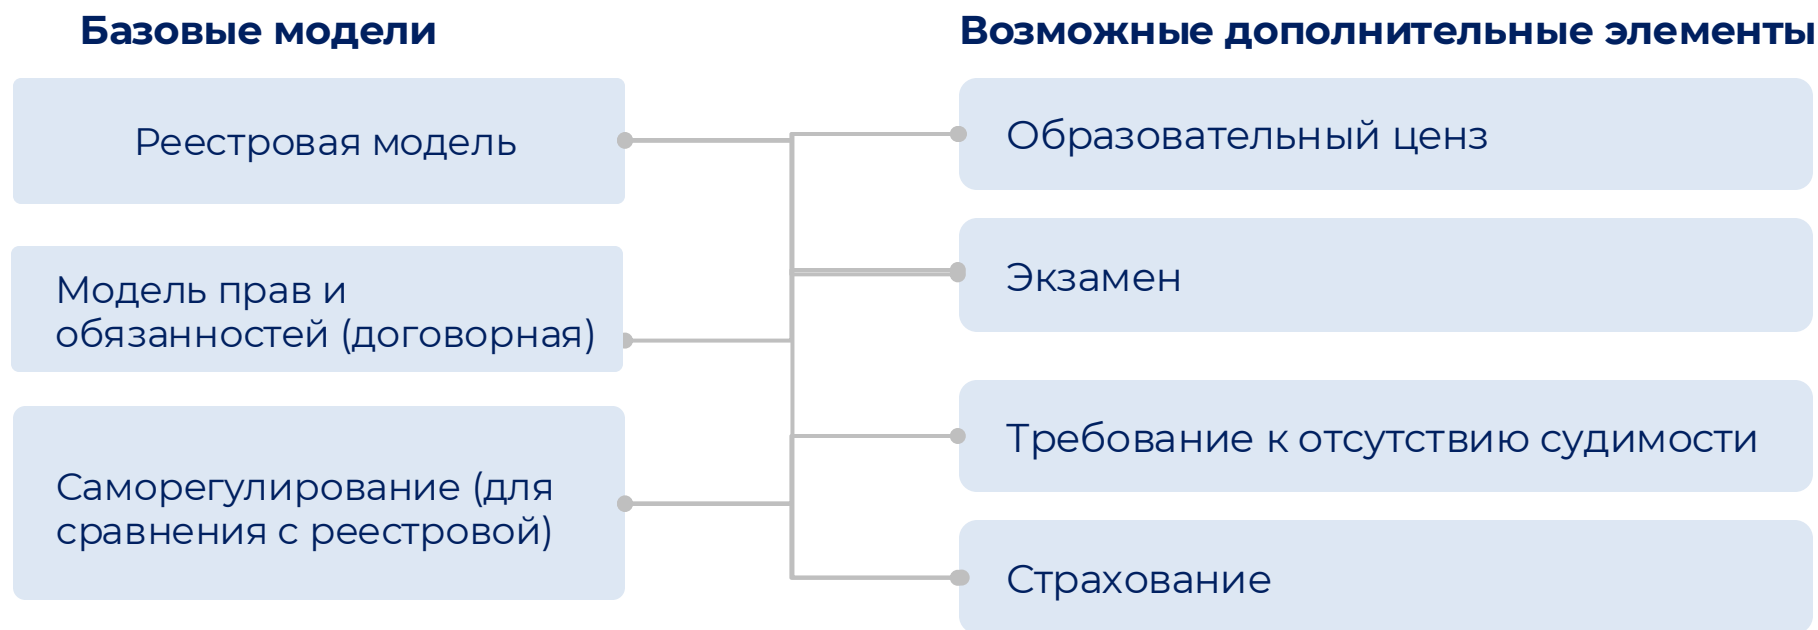 Базовые модели
Возможные дополнительные элементы
Реестровая модель
Модель прав и
обязанностей (договорная)
Саморегулирование (для
сравнения с реестровой)
Образовательный ценз
Экзамен
Требование к отсутствию судимости
Страхование